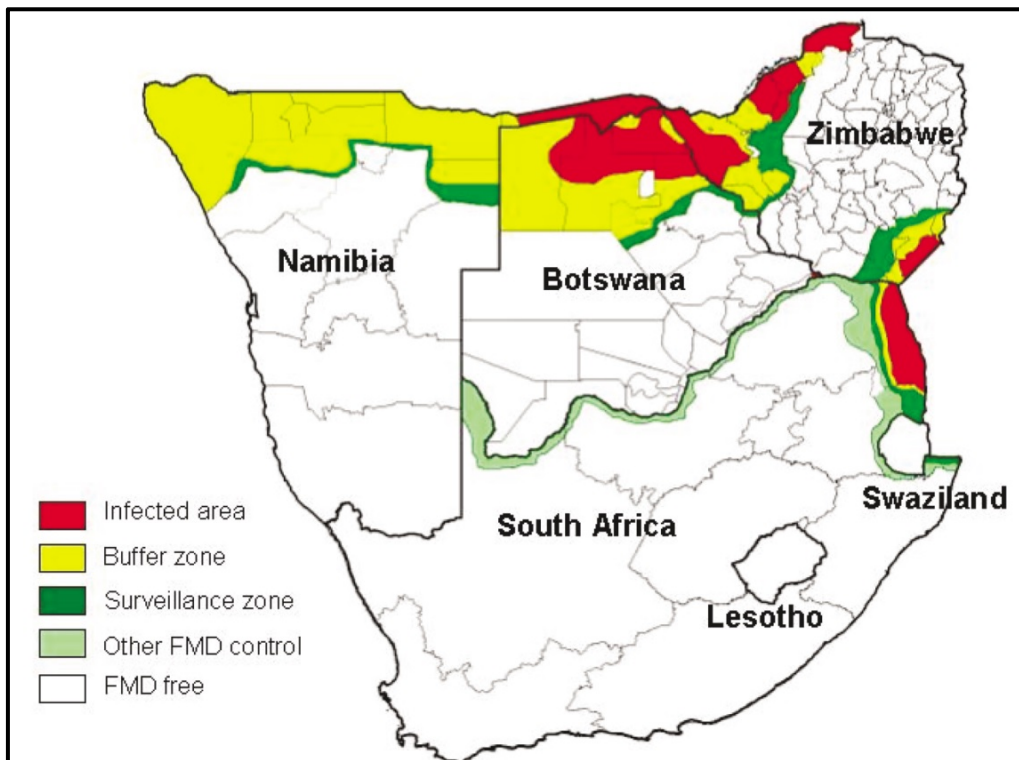 Zimbabwe
Namibia
Botswana
Swaziland
South Africa
Lesotho
Infected area
Buffer zone
Surveillance zone
Other FMD control
FMD free